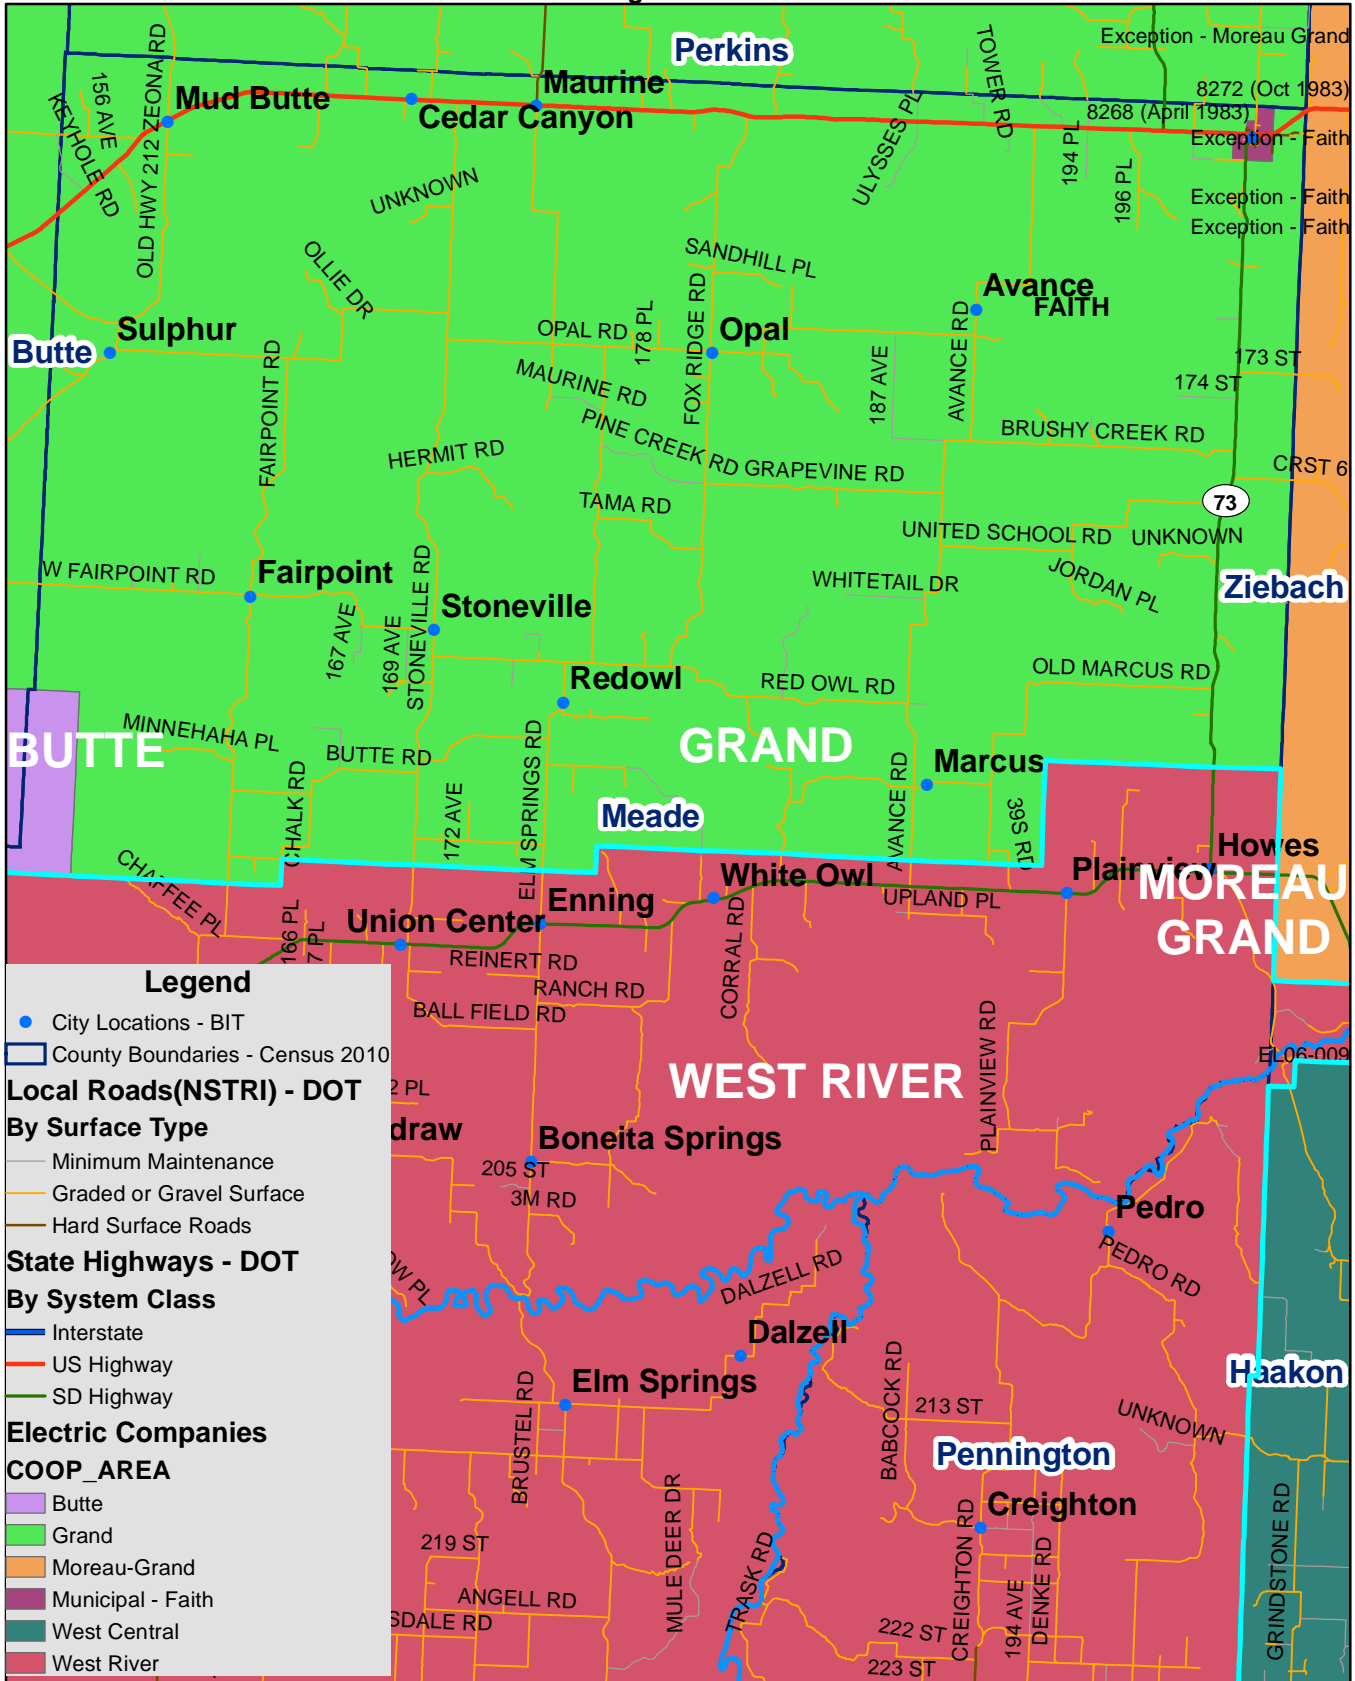 Perkins
Exception - Moreau Grand
TOWER RD
OLD HWY 212 ZEONA RD
156 AVE
KEYHOLE RD
Mud Butte
Maurine
Cedar Canyon
ULYSSES PL
8272 (Oct 1983)
8268 (April 1983)
Exception - Faith
194 PL
196 PL
Exception - Faith
Exception - Faith
UNKNOWN
OLLIE DR
SANDHILL PL
Avance
FAITH
Sulphur
Butte
OPAL RD
178 PL
FOX RIDGE RD
Opal
AVANCE RD
187 AVE
173 ST
174 ST
FAIRPOINT RD
MAURINE RD
PINE CREEK RD
GRAPEVINE RD
BRUSHY CREEK RD
CRST 6
HERMIT RD
TAMA RD
73
UNITED SCHOOL RD
UNKNOWN
W FAIRPOINT RD
Fairpoint
STONEVILLE RD
Stoneville
WHITETAIL DR
JORDAN PL
Ziebach
167 AVE
169 AVE
Redowl
RED OWL RD
OLD MARCUS RD
BUTTE
MINNEHAHA PL
BUTTE RD
ELM SPRINGS RD
GRAND
Marcus
AVANCE RD
CHALK RD
172 AVE
Meade
39S RD
Howes
CHAFFEE PL
White Owl
Plainview
MOREAU
GRAND
UPLAND PL
166 PL
7 PL
Union Center
Enning
CORRAL RD
REINERT RD
RANCH RD
BALL FIELD RD
PLAINVIEW RD
EL06-009
WEST RIVER
2 PL
draw
Boneita Springs
205 ST
3M RD
Pedro
PEDRO RD
OW PL
DALZELL RD
Dalzell
Elm Springs
BRUSTEL RD
BABCOCK RD
213 ST
UNKNOWN
Haakon
Pennington
Creighton
MULE DEER DR
TRASK RD
CREIGHTON RD
194 AVE
DENKE RD
GRINDSTONE RD
219 ST
ANGELL RD
SDALE RD
222 ST
223 ST
Legend
City Locations - BIT
County Boundaries - Census 2010
Local Roads(NSTRI) - DOT
By Surface Type
Minimum Maintenance
Graded or Gravel Surface
Hard Surface Roads
State Highways - DOT
By System Class
Interstate
US Highway
SD Highway
Electric Companies
COOP_AREA
Butte
Grand
Moreau-Grand
Municipal - Faith
West Central
West River